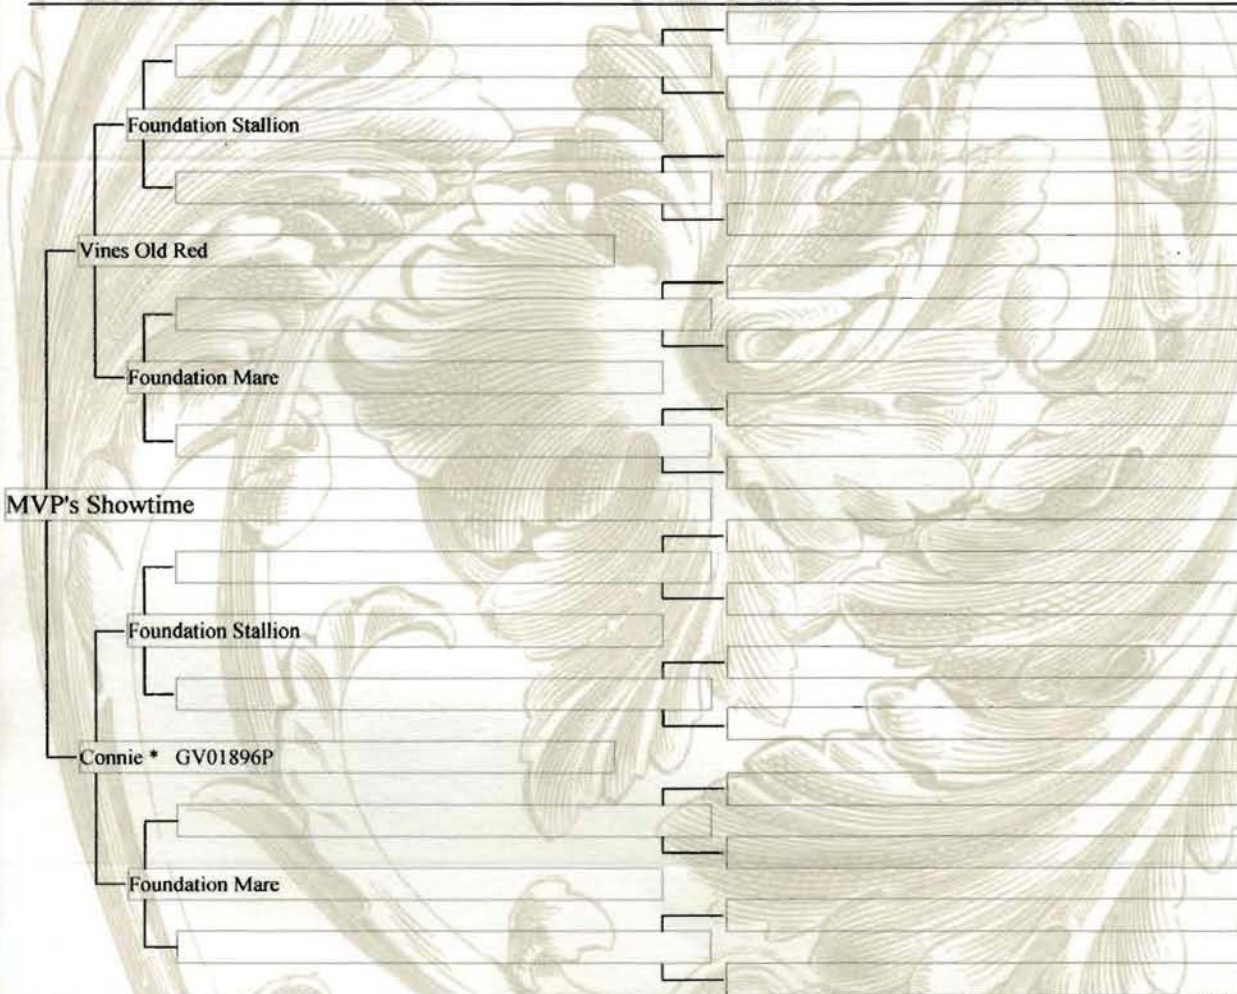 Foundation Stallion
Vines Old Red
Foundation Mare
MVP's Showtime
Foundation Stallion
Connie * GV01896P
Foundation Mare